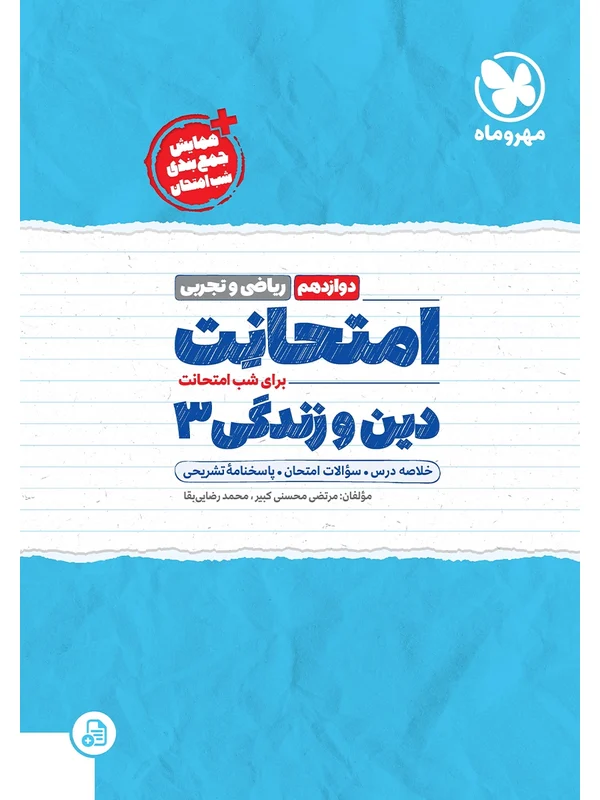 مهروماه
همایش
جمع بندی
شب امتحان
دوازدهم ریاضی و تجربی
امتحانِت
برای شب امتحانت
دین و زندگی ۳
خلاصه درس • سؤالات امتحان • پاسخنامهٔ تشریحی
مؤلفان: مرتضی محسنی کبیر، محمد رضایی‌بقا